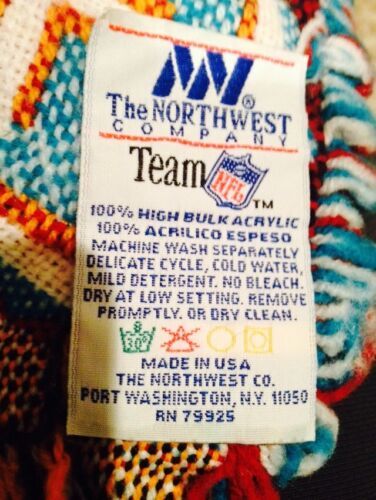 ®
The NORTHWEST
COMPANY
Team NFL ™
100% HIGH BULK ACRYLIC
100% ACRILICO ESPESO
MACHINE WASH SEPARATELY
DELICATE CYCLE, COLD WATER,
MILD DETERGENT. NO BLEACH.
DRY AT LOW SETTING. REMOVE
PROMPTLY. OR DRY CLEAN.
30°
MADE IN USA
THE NORTHWEST CO.
PORT WASHINGTON, N.Y. 11050
RN 79925